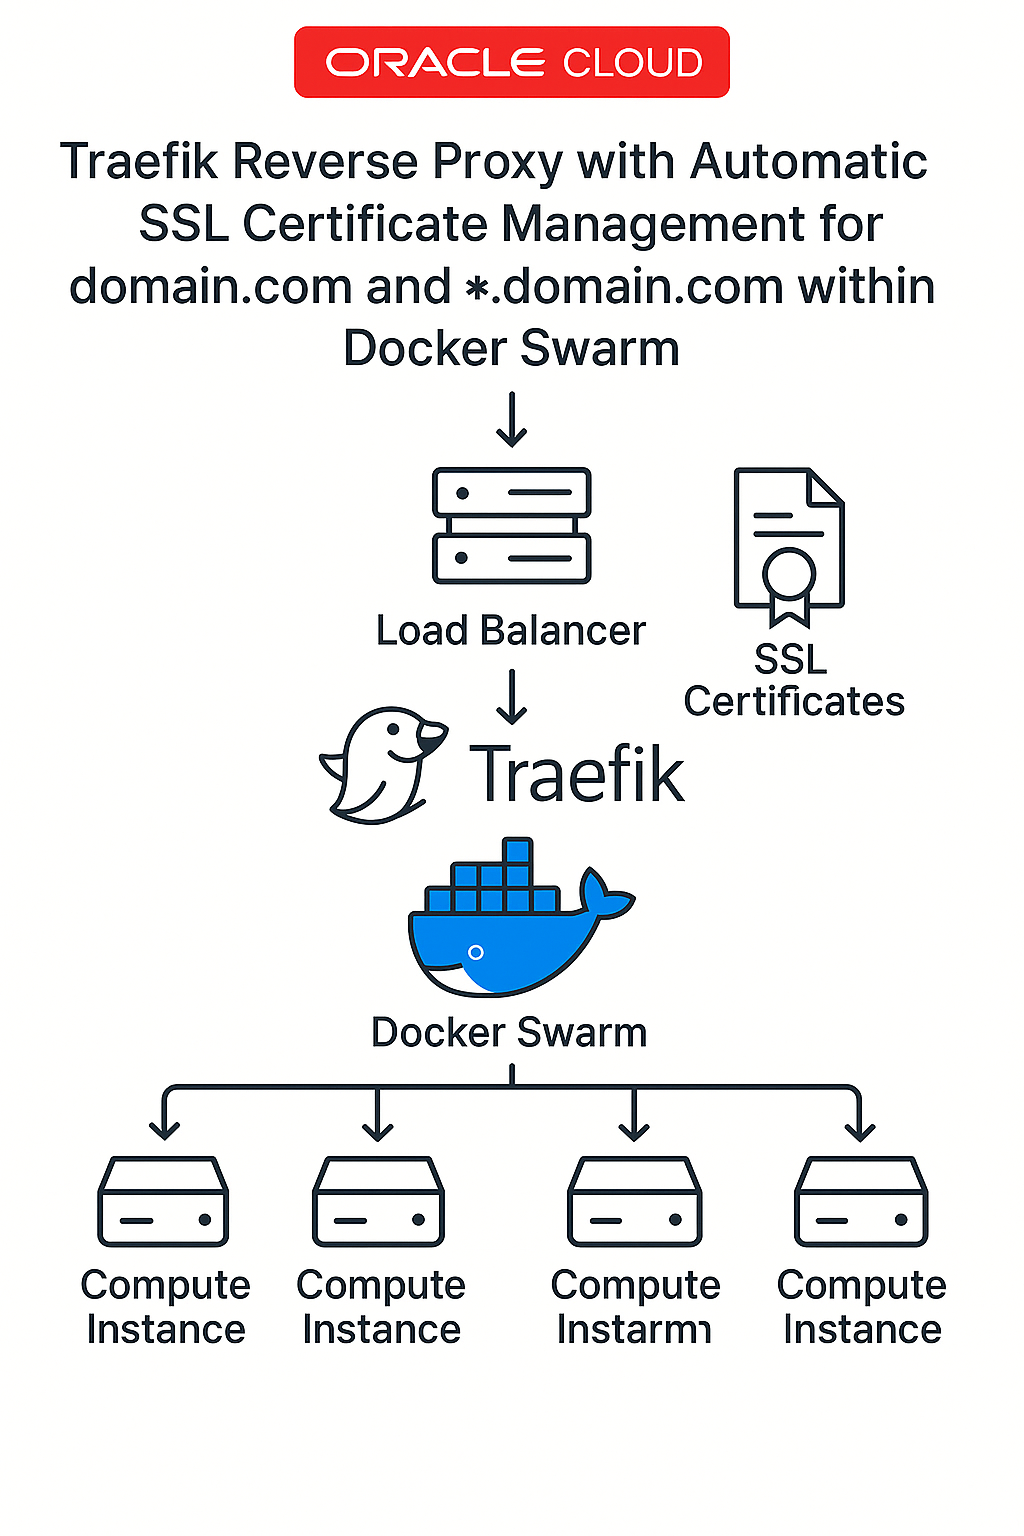 ORACLE CLOUD
Traefik Reverse Proxy with Automatic
SSL Certificate Management for
domain.com and *.domain.com within
Docker Swarm
Load Balancer
SSL
Certificates
Traefik
Docker Swarm
Compute
Instance
Compute
Instance
Compute
Instarm
Compute
Instance